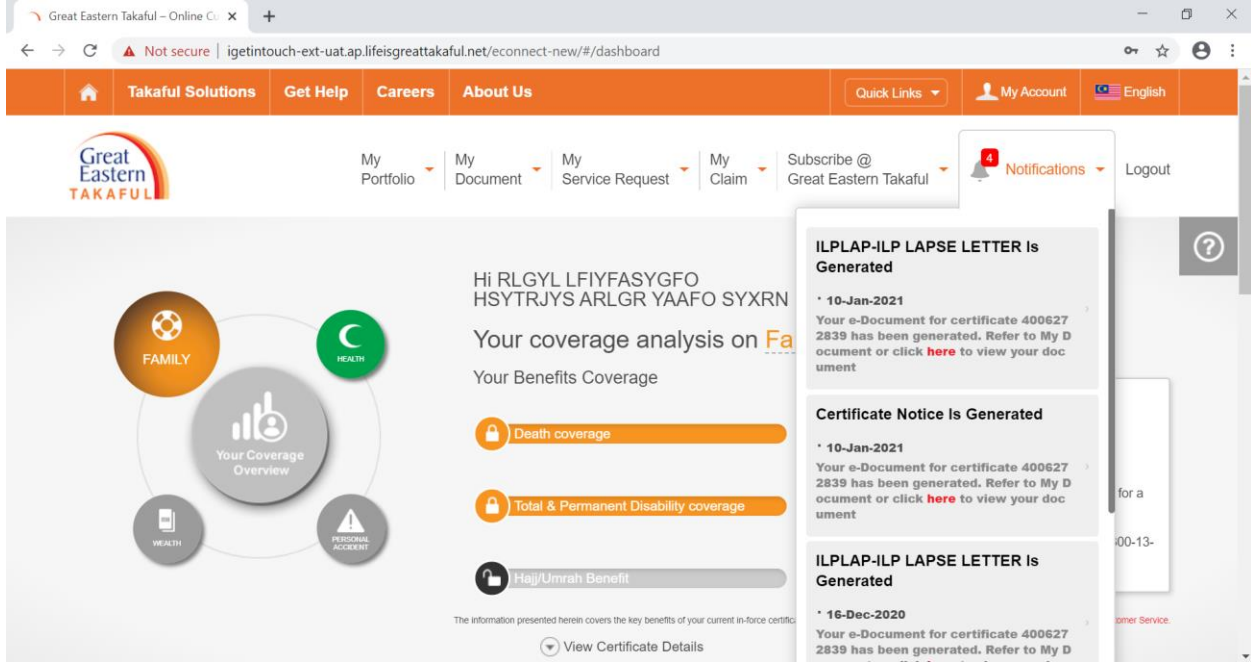 Great Eastern Takaful – Online Cu
Not secure | igetintouch-ext-uat.ap.lifeisgreattakaful.net/econnect-new/#/dashboard
Takaful Solutions Get Help Careers About Us Quick Links My Account English
Great
Eastern
TAKAFUL
My
Portfolio
My
Document
My
Service Request
My
Claim
Subscribe @
Great Eastern Takaful
4
Notifications
Logout
?
FAMILY
HEALTH
Your Coverage
Overview
WEALTH
PERSONAL
ACCIDENT
Hi RLGYL LFIYFASYGFO
HSYTRJYS ARLGR YAAFO SYXRN
Your coverage analysis on Fa
Your Benefits Coverage
Death coverage
Total & Permanent Disability coverage
Hajj/Umrah Benefit
The information presented herein covers the key benefits of your current in-force
View Certificate Details
ILPLAP-ILP LAPSE LETTER Is
Generated
10-Jan-2021
Your e-Document for certificate 400627
2839 has been generated. Refer to My D
ocument or click here to view your doc
ument
Certificate Notice Is Generated
10-Jan-2021
Your e-Document for certificate 400627
2839 has been generated. Refer to My D
ocument or click here to view your doc
ument
ILPLAP-ILP LAPSE LETTER Is
Generated
16-Dec-2020
Your e-Document for certificate 400627
2839 has been generated. Refer to My D
for a
00-13-
omer Service.